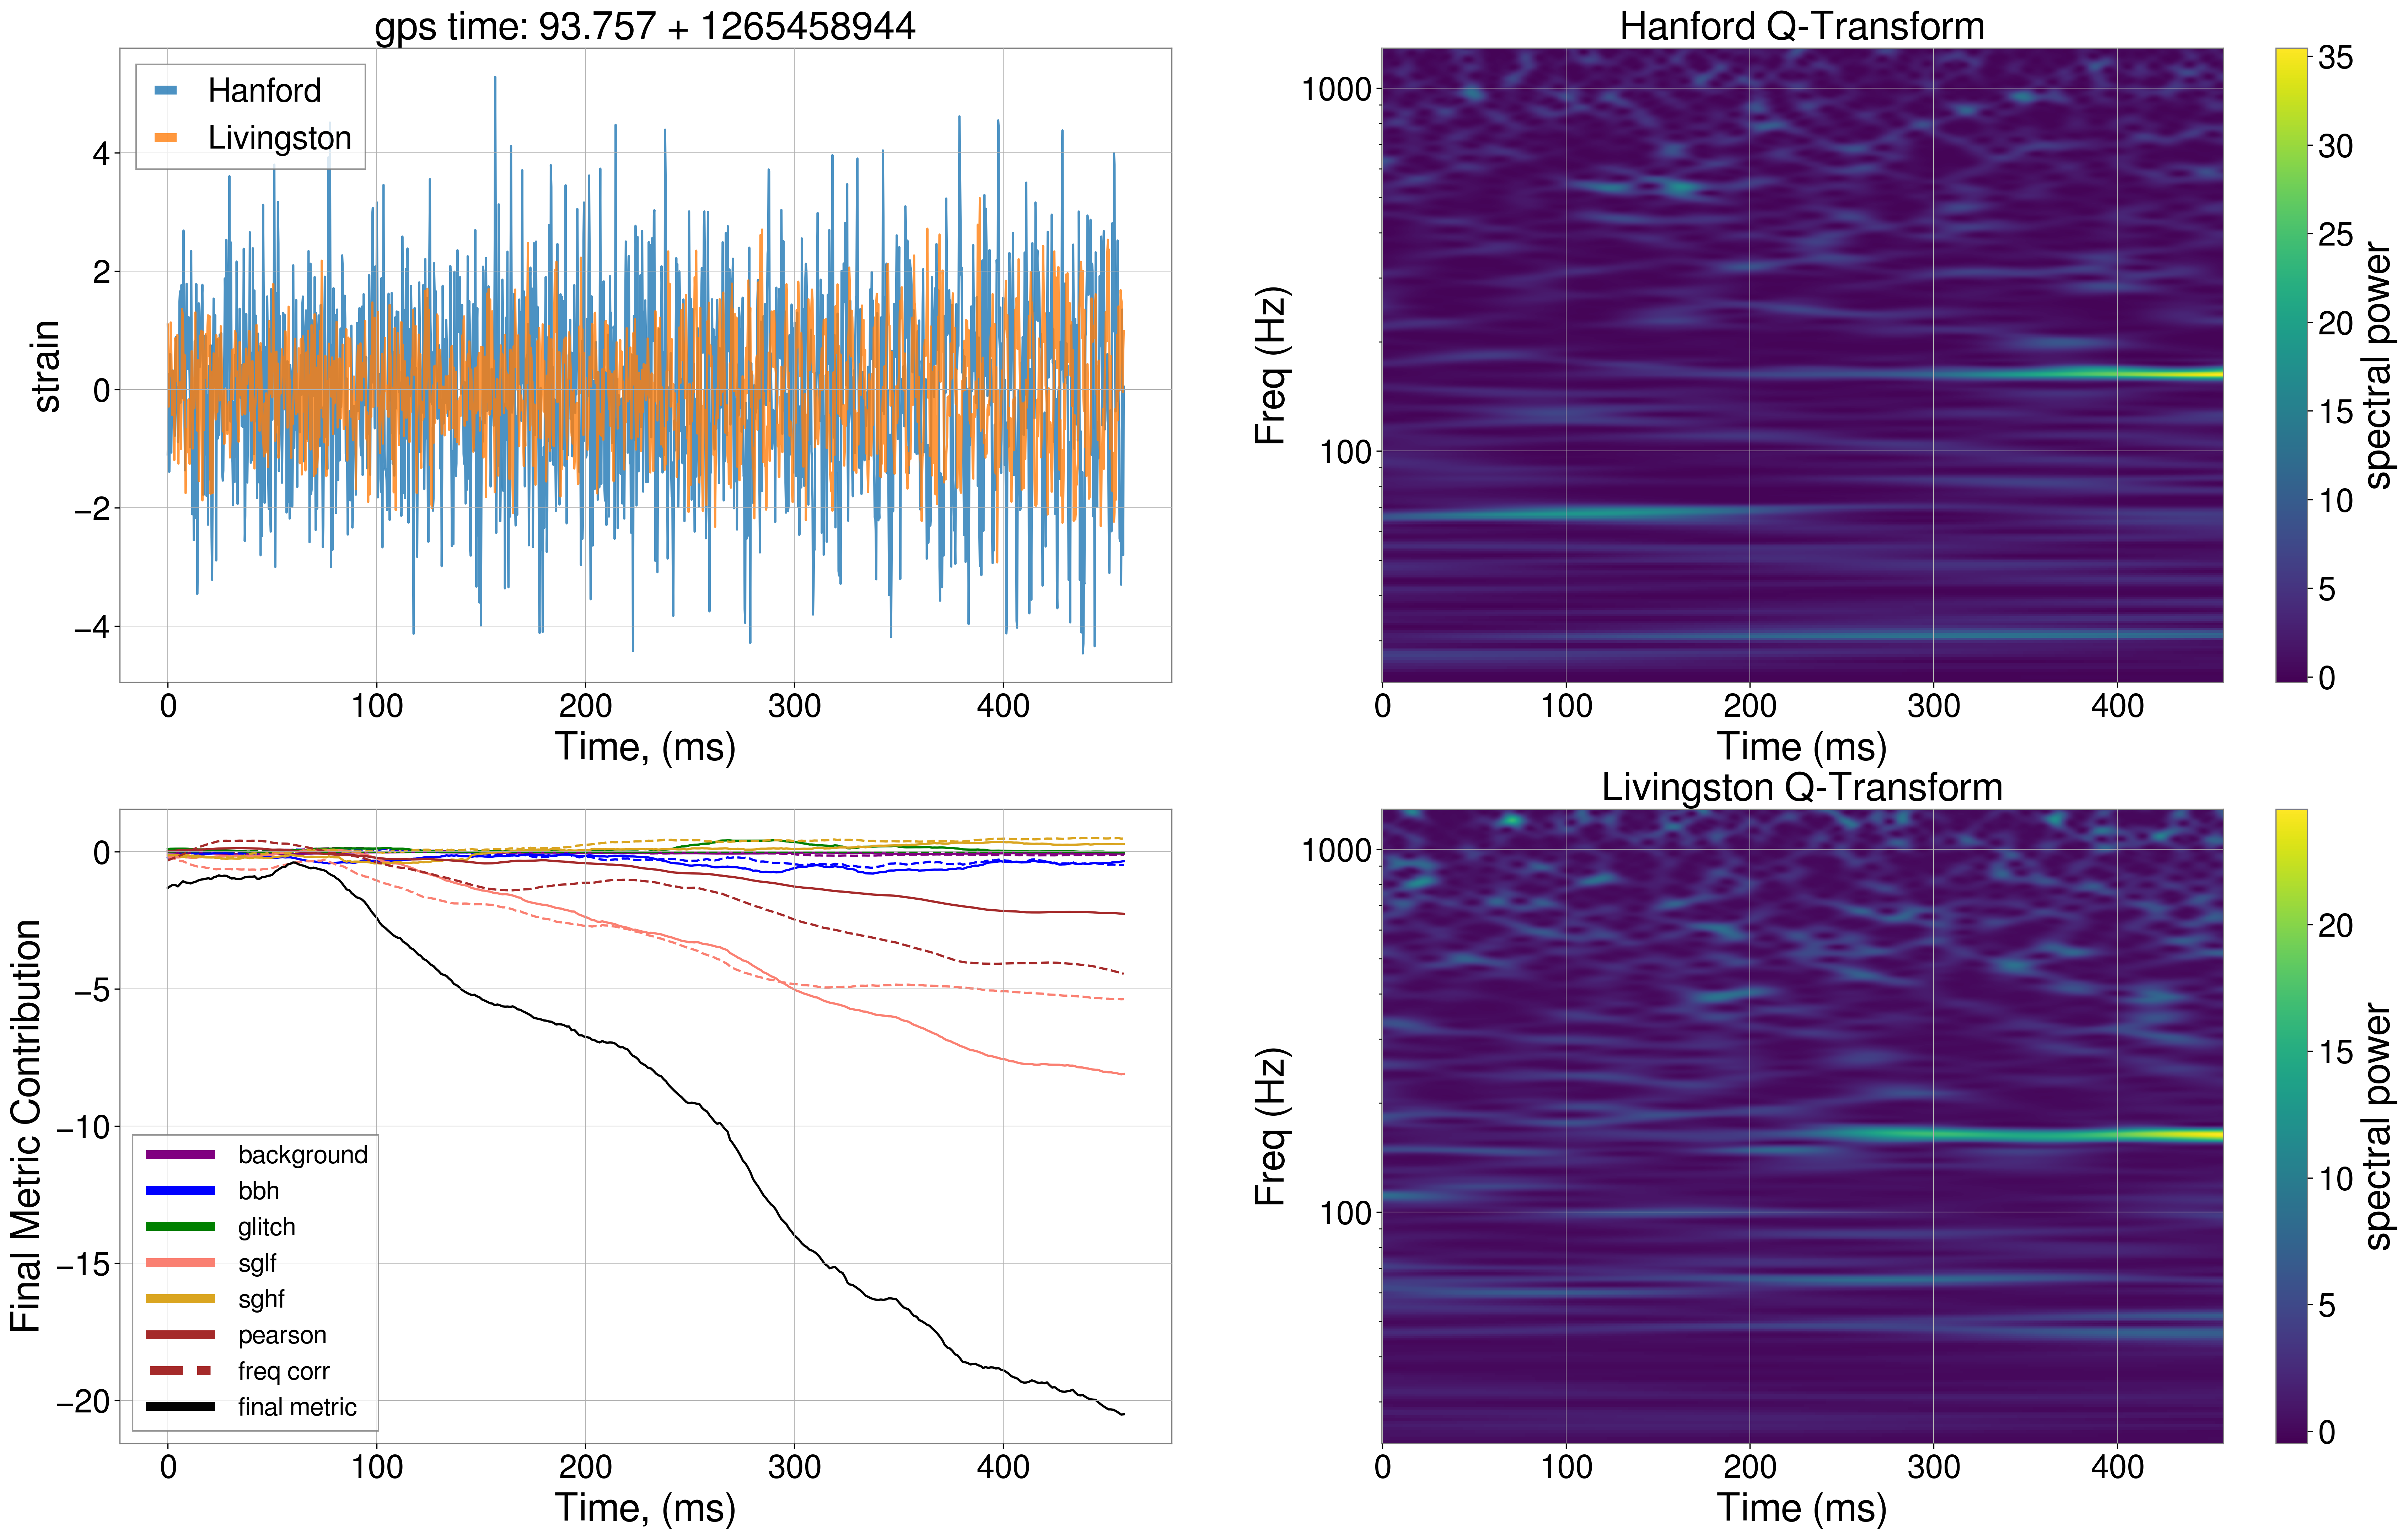 gps time: 93.757 + 1265458944
Hanford
Livingston
strain
4
2
0
−2
−4
0 100 200 300 400
Time, (ms)
Hanford Q-Transform
Freq (Hz)
1000
100
0 100 200 300 400
Time (ms)
35
30
25
20
15
10
5
0
spectral power
Final Metric Contribution
0
−5
−10
−15
−20
background
bbh
glitch
sglf
sghf
pearson
freq corr
final metric
0 100 200 300 400
Time, (ms)
Livingston Q-Transform
Freq (Hz)
1000
100
0 100 200 300 400
Time (ms)
20
15
10
5
0
spectral power